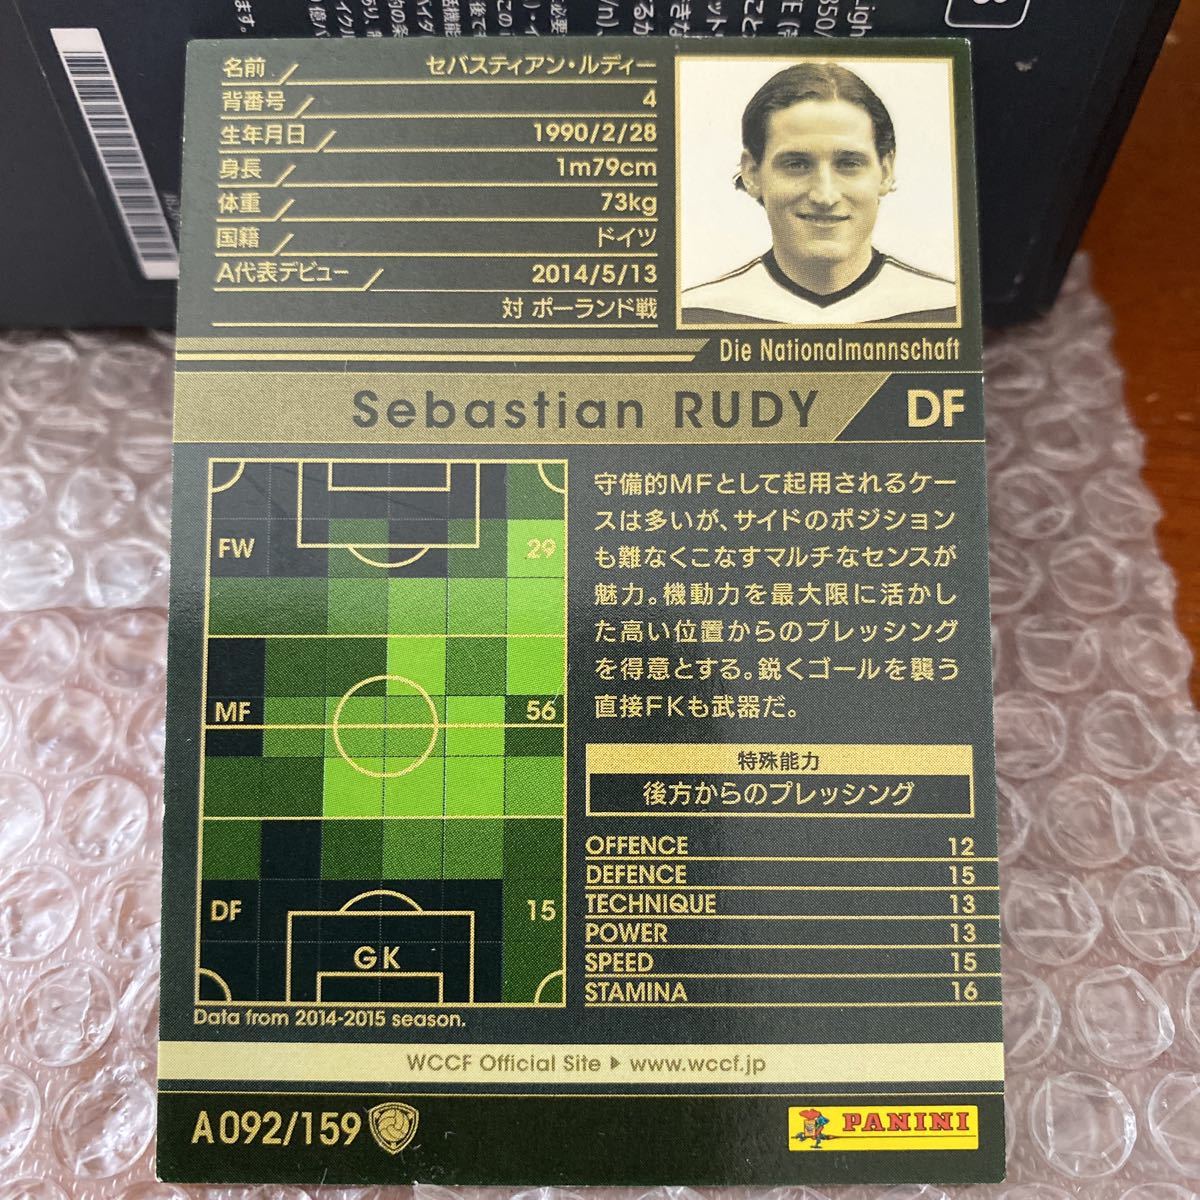 名前 セバスティアン・ルディー
背番号 4
生年月日 1990/2/28
身長 1m79cm
体重 73kg
国籍 ドイツ
A代表デビュー 2014/5/13
対 ポーランド戦
Die Nationalmannschaft
Sebastian RUDY DF
FW 29
MF 56
DF 15
GK
Data from 2014-2015 season.
守備的MFとして起用されるケー
スは多いが、サイドのポジション
も難なくこなすマルチなセンスが
魅力。機動力を最大限に活かし
た高い位置からのプレッシング
を得意とする。鋭くゴールを襲う
直接FKも武器だ。
特殊能力
後方からのプレッシング
OFFENCE 12
DEFENCE 15
TECHNIQUE 13
POWER 13
SPEED 15
STAMINA 16
WCCF Official Site ▶ www.wccf.jp
A092/159
PANINI